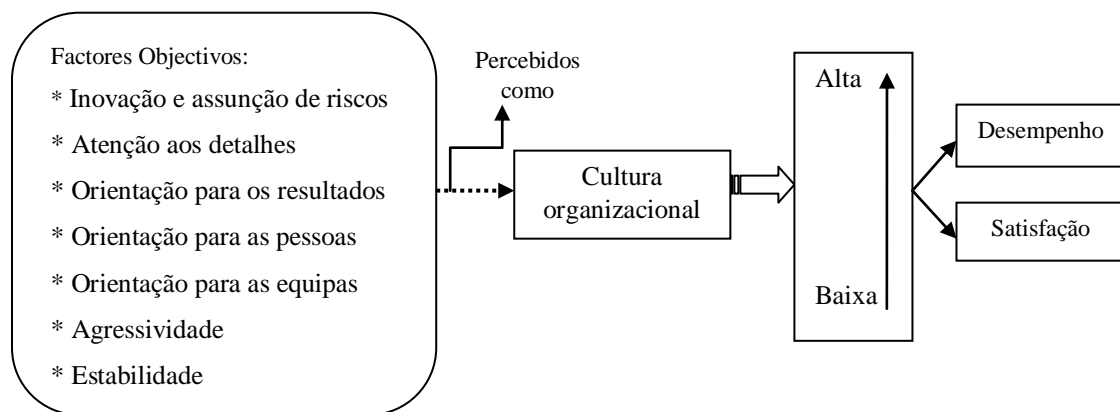 Factores Objectivos:
* Inovação e assunção de riscos
* Atenção aos detalhes
* Orientação para os resultados
* Orientação para as pessoas
* Orientação para as equipas
* Agressividade
* Estabilidade
Percebidos
como
Cultura
organizacional
Alta
Baixa
Desempenho
Satisfação